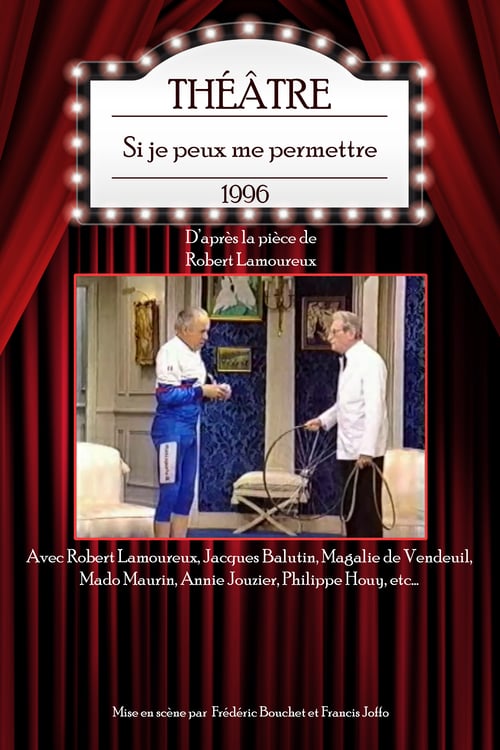 THÉÂTRE
Si je peux me permettre
1996
D'après la pièce de
Robert Lamoureux
Avec Robert Lamoureux, Jacques Balutin, Magalie de Vendeuil,
Mado Maurin, Annie Jouzier, Philippe Houy, etc...
Mise en scène par Frédéric Bouchet et Francis Joffo